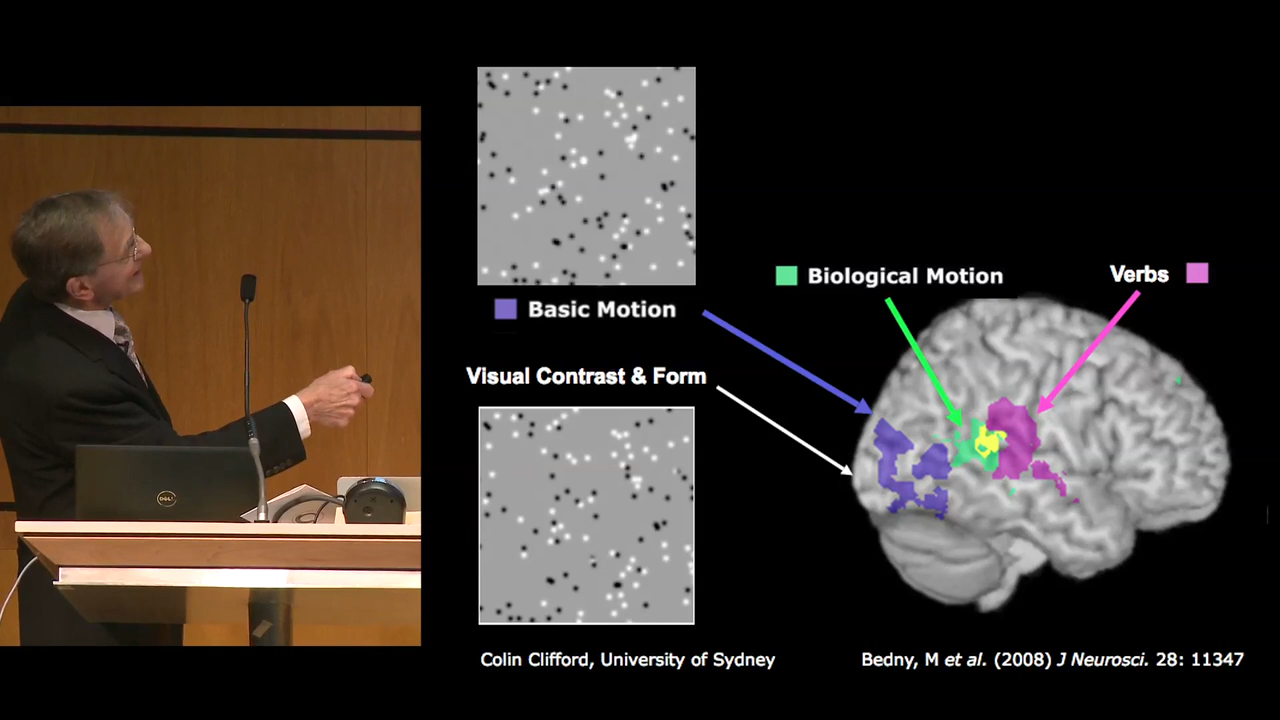 Basic Motion
Visual Contrast & Form
Colin Clifford, University of Sydney
Biological Motion
Verbs
Bedny, M et al. (2008) J Neurosci. 28: 11347
DELL